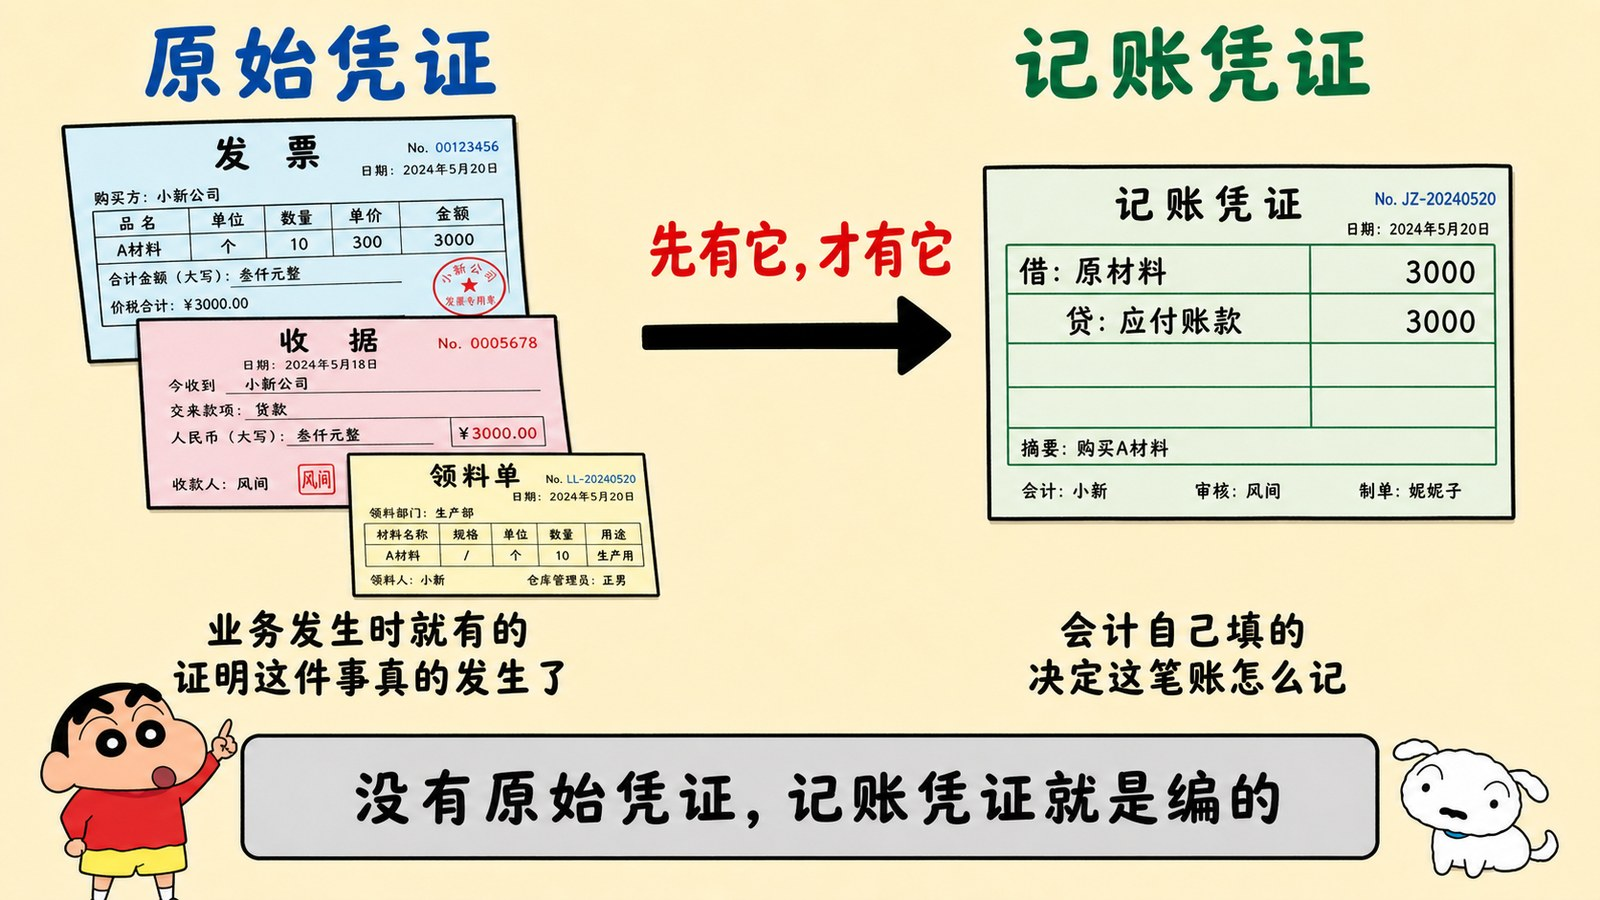 原始凭证
发票
No. 00123456
日期：2024年5月20日
购买方：小新公司
品名 单位 数量 单价 金额
A材料 个 10 300 3000
合计金额（大写）：叁仟元整
价税合计：¥3000.00
小新公司
发票专用章
收据
No. 0005678
日期：2024年5月18日
今收到 小新公司
交来款项：货款
人民币（大写）：叁仟元整
¥3000.00
收款人：风间
风间
领料单
No. LL-20240520
日期：2024年5月20日
领料部门：生产部
材料名称 规格 单位 数量 用途
A材料 / 个 10 生产用
领料人：小新 仓库管理员：正男
业务发生时就有的
证明这件事真的发生了
先有它，才有它
记账凭证
记账凭证
No. JZ-20240520
日期：2024年5月20日
借：原材料 3000
贷：应付账款 3000
摘要：购买A材料
会计：小新 审核：风间 制单：妮妮子
会计自己填的
决定这笔账怎么记
没有原始凭证，记账凭证就是编的